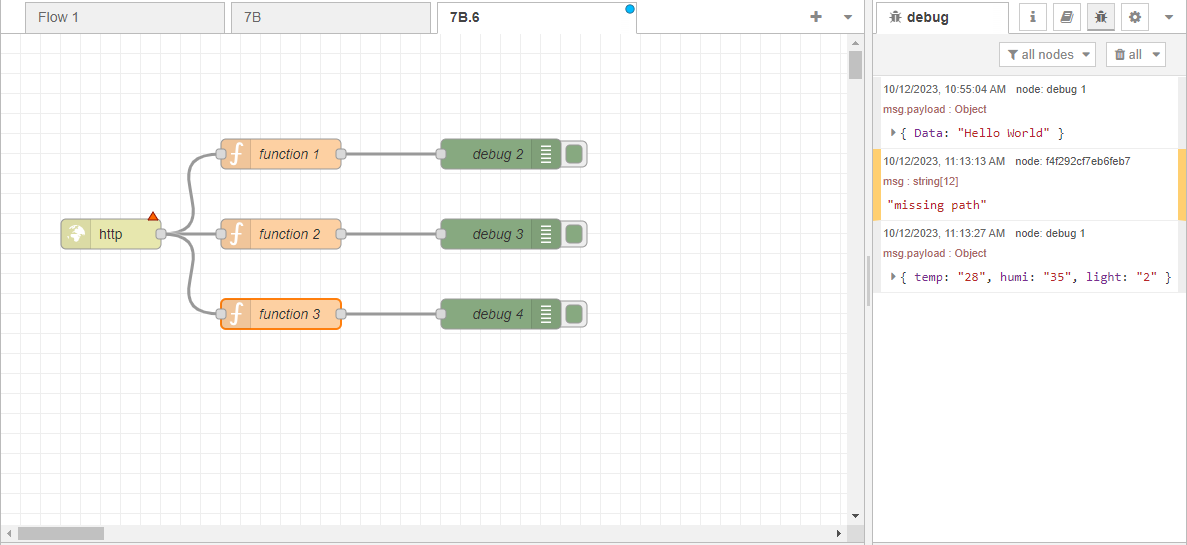 Flow 1
7B
7B.6
debug
i
all nodes
all
10/12/2023, 10:55:04 AM node: debug 1
msg.payload : Object
{ Data: "Hello World" }
10/12/2023, 11:13:13 AM node: f4f292cf7eb6feb7
msg : string[12]
"missing path"
10/12/2023, 11:13:27 AM node: debug 1
msg.payload : Object
{ temp: "28", humi: "35", light: "2" }
function 1
debug 2
http
function 2
debug 3
function 3
debug 4